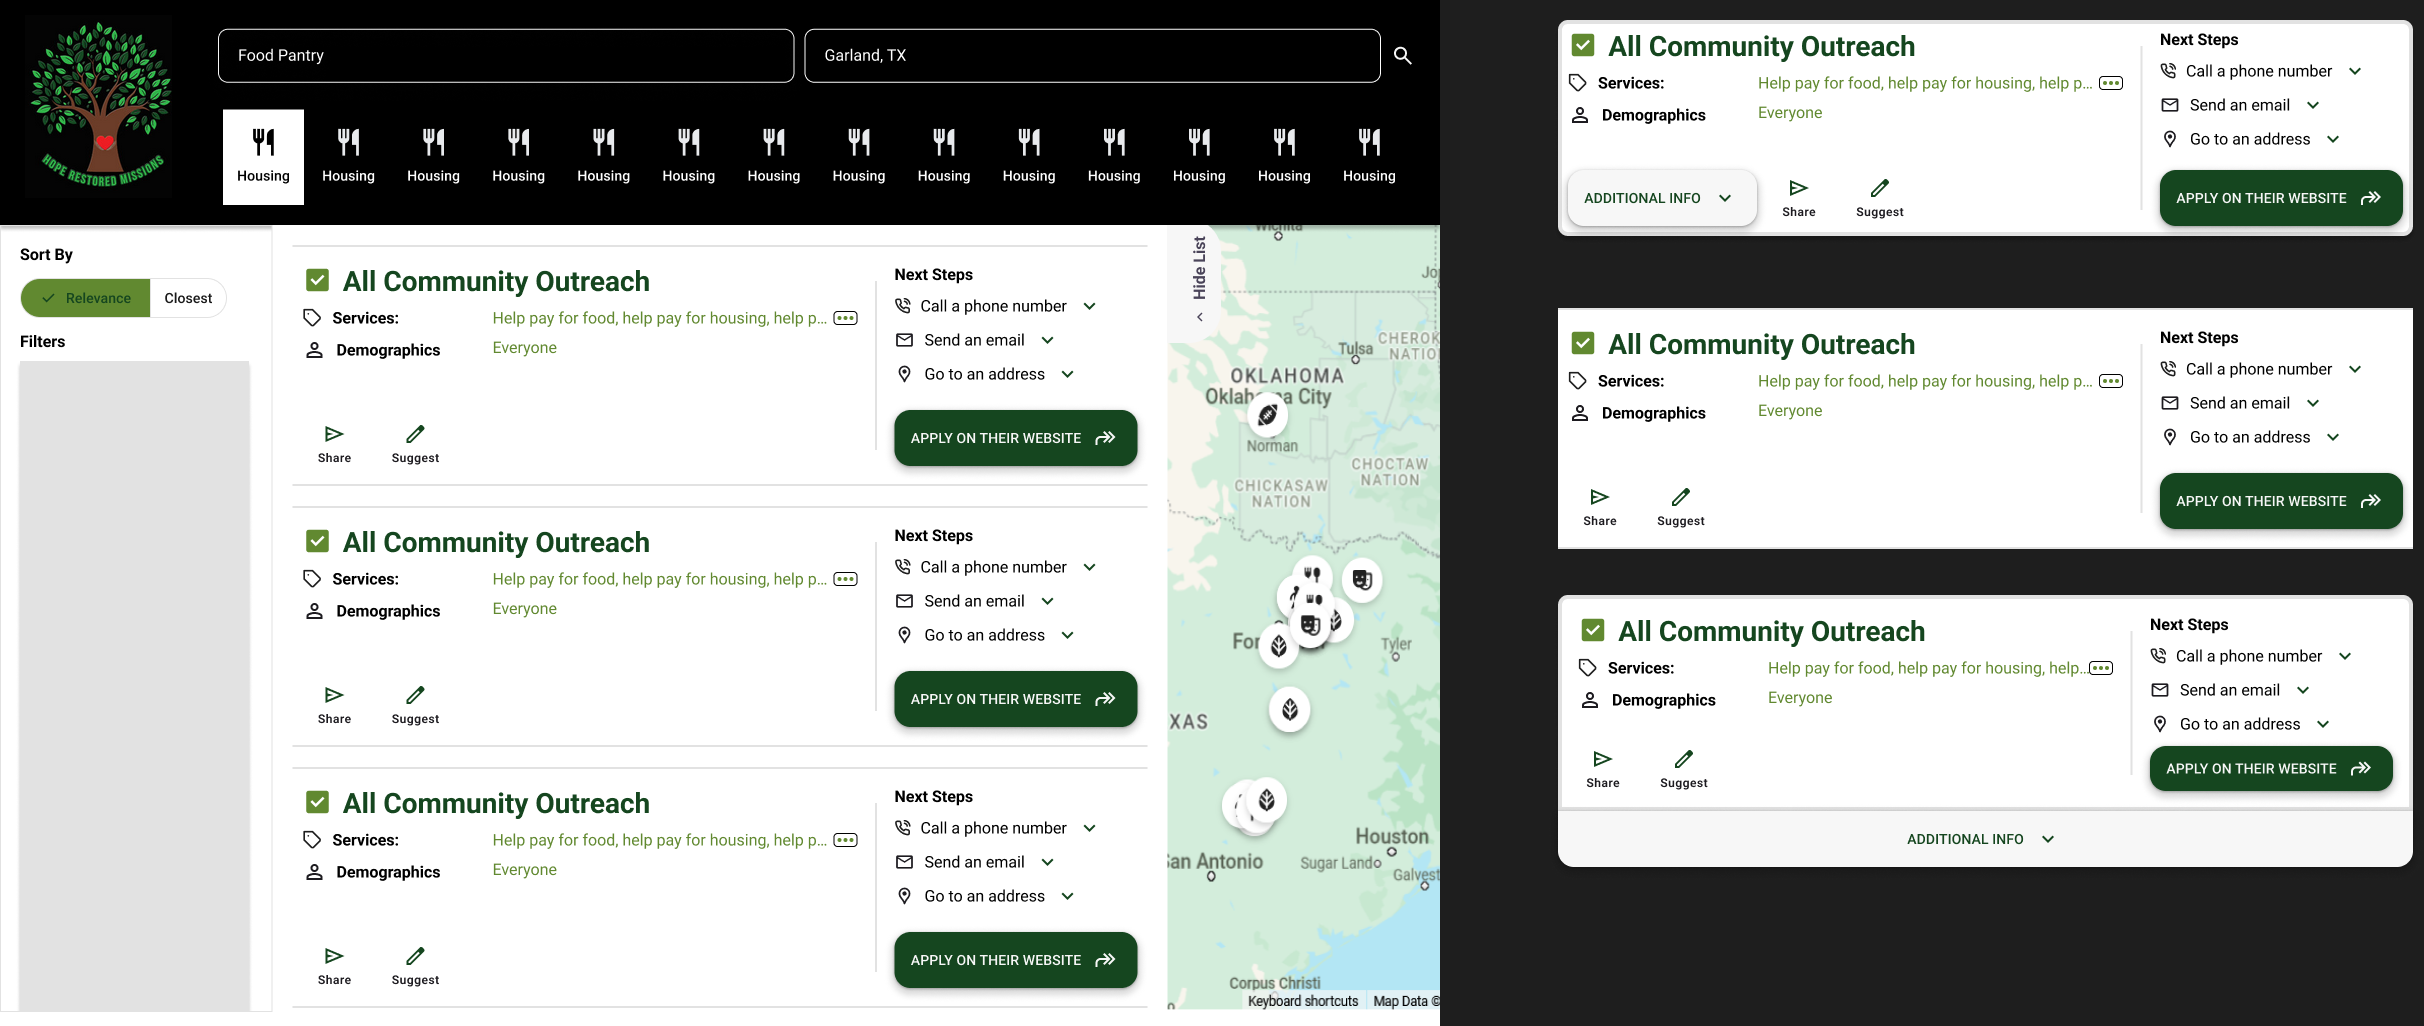 HOPE RESTORED MISSIONS
Food Pantry
Garland, TX
Housing
Housing
Housing
Housing
Housing
Housing
Housing
Housing
Housing
Housing
Housing
Housing
Housing
Housing
Sort By
Relevance
Closest
Filters
All Community Outreach
Services:
Help pay for food, help pay for housing, help p...
Demographics
Everyone
Share
Suggest
Next Steps
Call a phone number
Send an email
Go to an address
APPLY ON THEIR WEBSITE
All Community Outreach
Services:
Help pay for food, help pay for housing, help p...
Demographics
Everyone
Share
Suggest
Next Steps
Call a phone number
Send an email
Go to an address
APPLY ON THEIR WEBSITE
All Community Outreach
Services:
Help pay for food, help pay for housing, help p...
Demographics
Everyone
Share
Suggest
Next Steps
Call a phone number
Send an email
Go to an address
APPLY ON THEIR WEBSITE
Hide List
Wichita
Jo
Tulsa
CHEROK
NATIO
OKLAHOMA
Oklah a City
Norman
CHOCTAW
NATION
CHICKASAW
NATION
For
Tyler
XAS
Houston
San Antonio
Sugar Land
Galvest
Corpus Christi
Keyboard shortcuts
Map Data ©
All Community Outreach
Services:
Help pay for food, help pay for housing, help p...
Demographics
Everyone
ADDITIONAL INFO
Share
Suggest
Next Steps
Call a phone number
Send an email
Go to an address
APPLY ON THEIR WEBSITE
All Community Outreach
Services:
Help pay for food, help pay for housing, help p...
Demographics
Everyone
Share
Suggest
Next Steps
Call a phone number
Send an email
Go to an address
APPLY ON THEIR WEBSITE
All Community Outreach
Services:
Help pay for food, help pay for housing, help...
Demographics
Everyone
Share
Suggest
Next Steps
Call a phone number
Send an email
Go to an address
APPLY ON THEIR WEBSITE
ADDITIONAL INFO